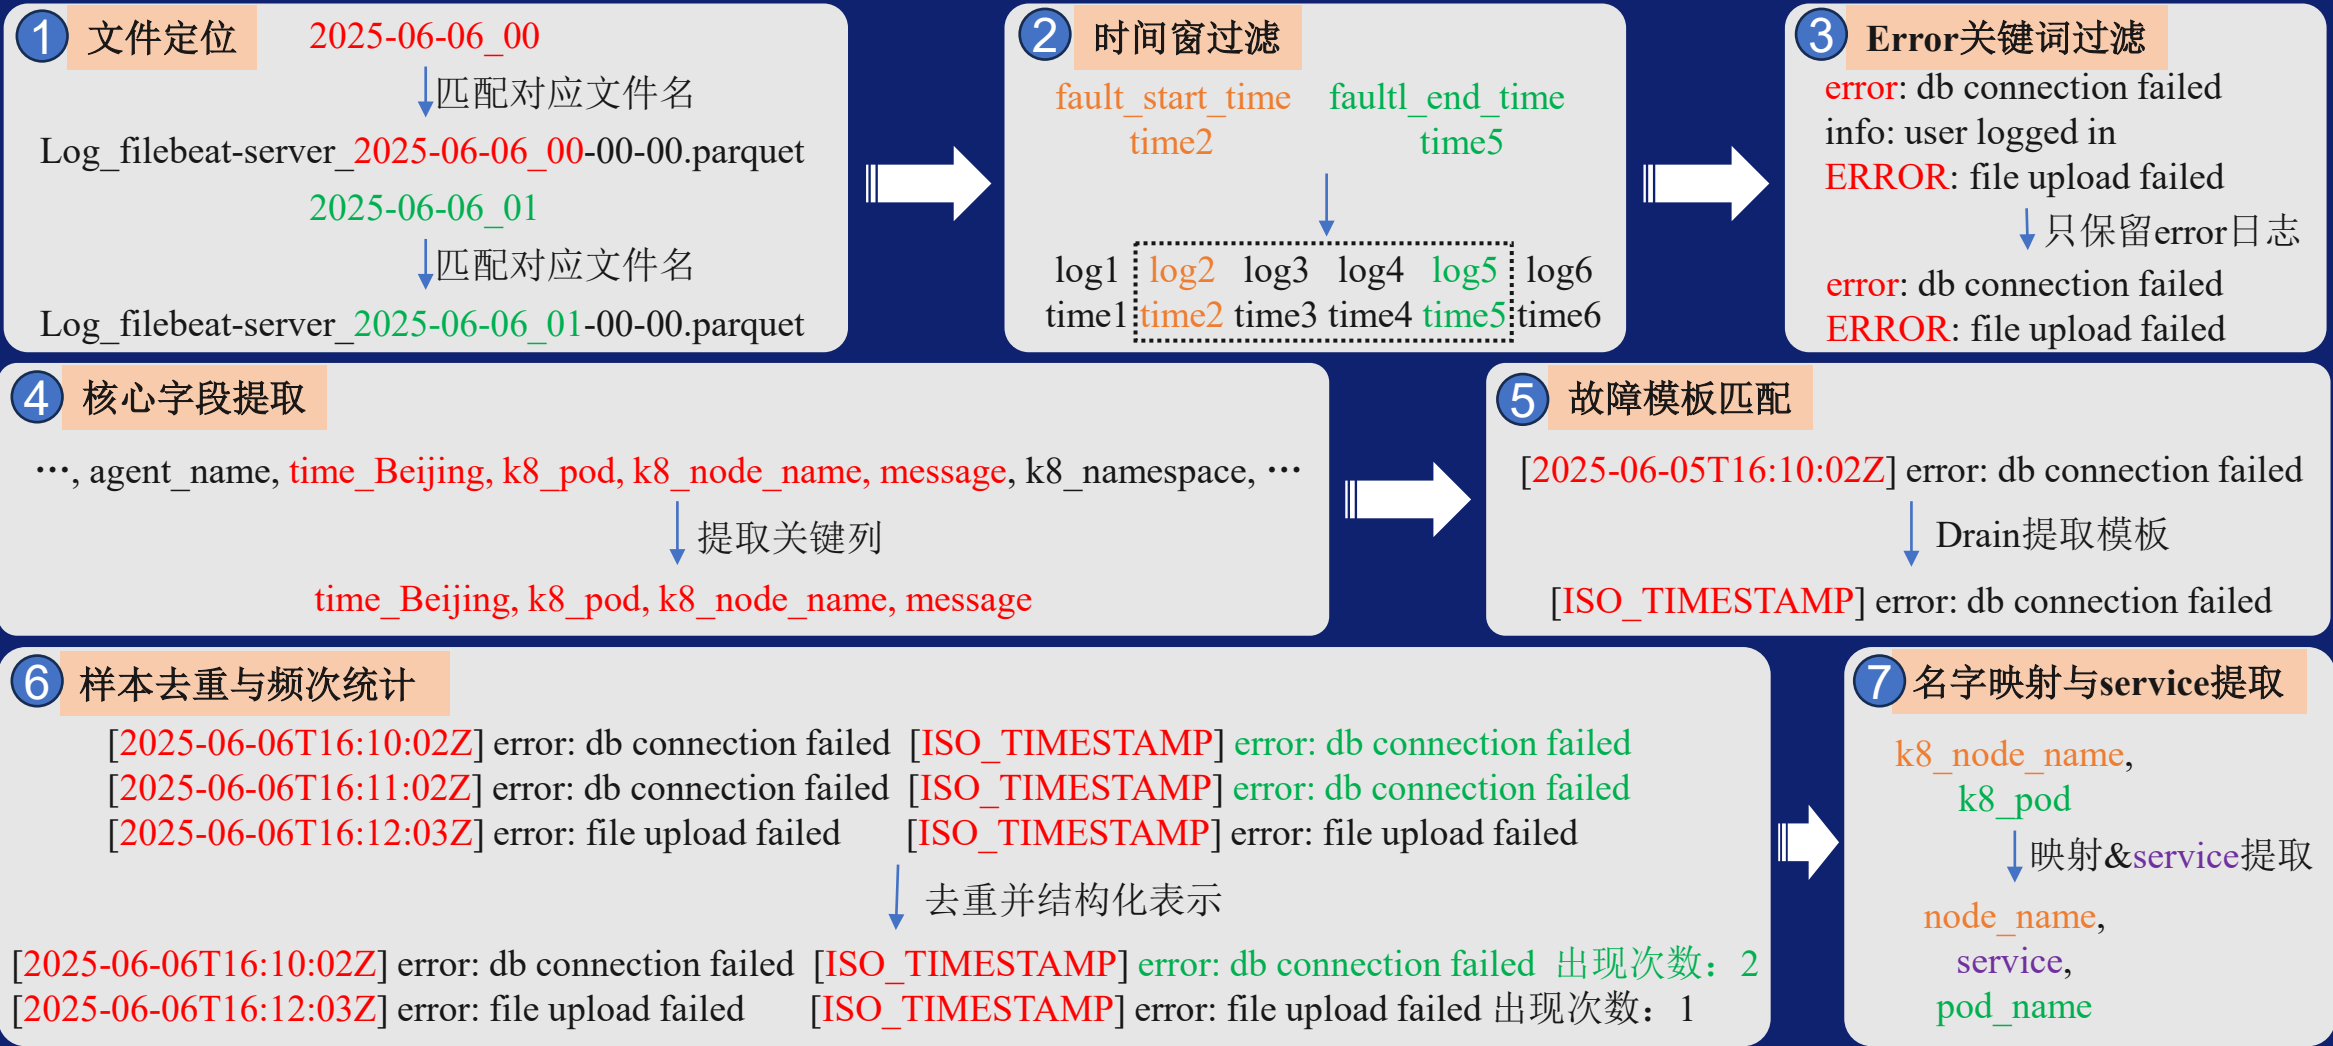 1 文件定位
2025-06-06_00
匹配对应文件名
Log_filebeat-server_2025-06-06_00-00-00.parquet
2025-06-06_01
匹配对应文件名
Log_filebeat-server_2025-06-06_01-00-00.parquet
2 时间窗过滤
fault_start_time faultl_end_time
time2 time5
log1 log2 log3 log4 log5 log6
time1 time2 time3 time4 time5 time6
3 Error关键词过滤
error: db connection failed
info: user logged in
ERROR: file upload failed
只保留error日志
error: db connection failed
ERROR: file upload failed
4 核心字段提取
…, agent_name, time_Beijing, k8_pod, k8_node_name, message, k8_namespace, …
提取关键列
time_Beijing, k8_pod, k8_node_name, message
5 故障模板匹配
[2025-06-05T16:10:02Z] error: db connection failed
Drain提取模板
[ISO_TIMESTAMP] error: db connection failed
6 样本去重与频次统计
[2025-06-06T16:10:02Z] error: db connection failed [ISO_TIMESTAMP] error: db connection failed
[2025-06-06T16:11:02Z] error: db connection failed [ISO_TIMESTAMP] error: db connection failed
[2025-06-06T16:12:03Z] error: file upload failed [ISO_TIMESTAMP] error: file upload failed
去重并结构化表示
[2025-06-06T16:10:02Z] error: db connection failed [ISO_TIMESTAMP] error: db connection failed 出现次数：2
[2025-06-06T16:12:03Z] error: file upload failed [ISO_TIMESTAMP] error: file upload failed 出现次数：1
7 名字映射与service提取
k8_node_name,
k8_pod
映射&service提取
node_name,
service,
pod_name